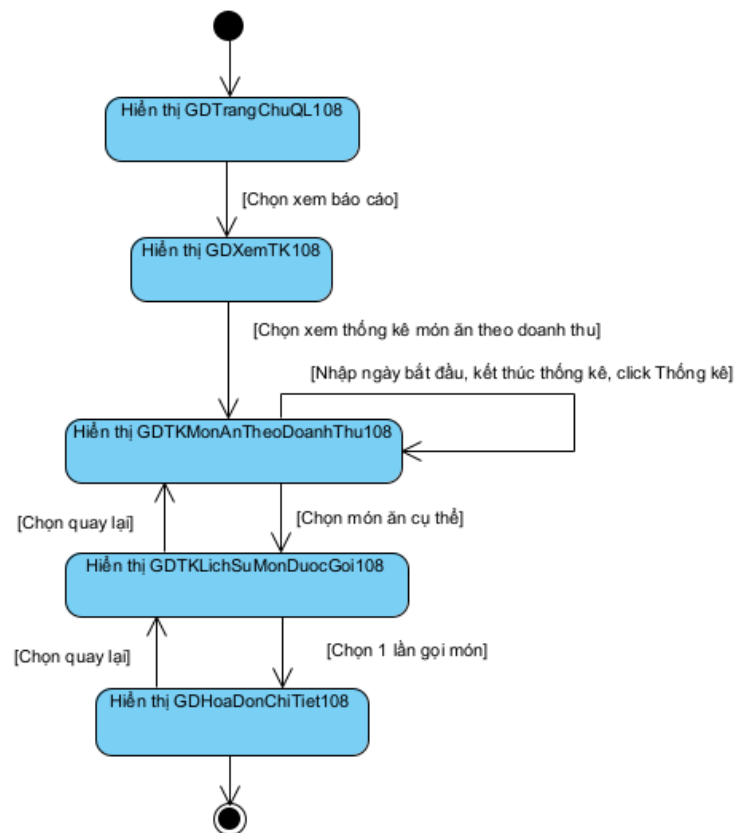 Hiển thị GDTrangChuQL108
[Chọn xem báo cáo]
Hiển thị GDXemTK108
[Chọn xem thống kê món ăn theo doanh thu]
[Nhập ngày bắt đầu, kết thúc thống kê, click Thống kê]
Hiển thị GDTKMonAnTheoDoanhThu108
[Chọn quay lại]
[Chọn món ăn cụ thể]
Hiển thị GDTKLichSuMonDuocGoi108
[Chọn quay lại]
[Chọn 1 lần gọi món]
Hiển thị GDHoaDonChiTiet108